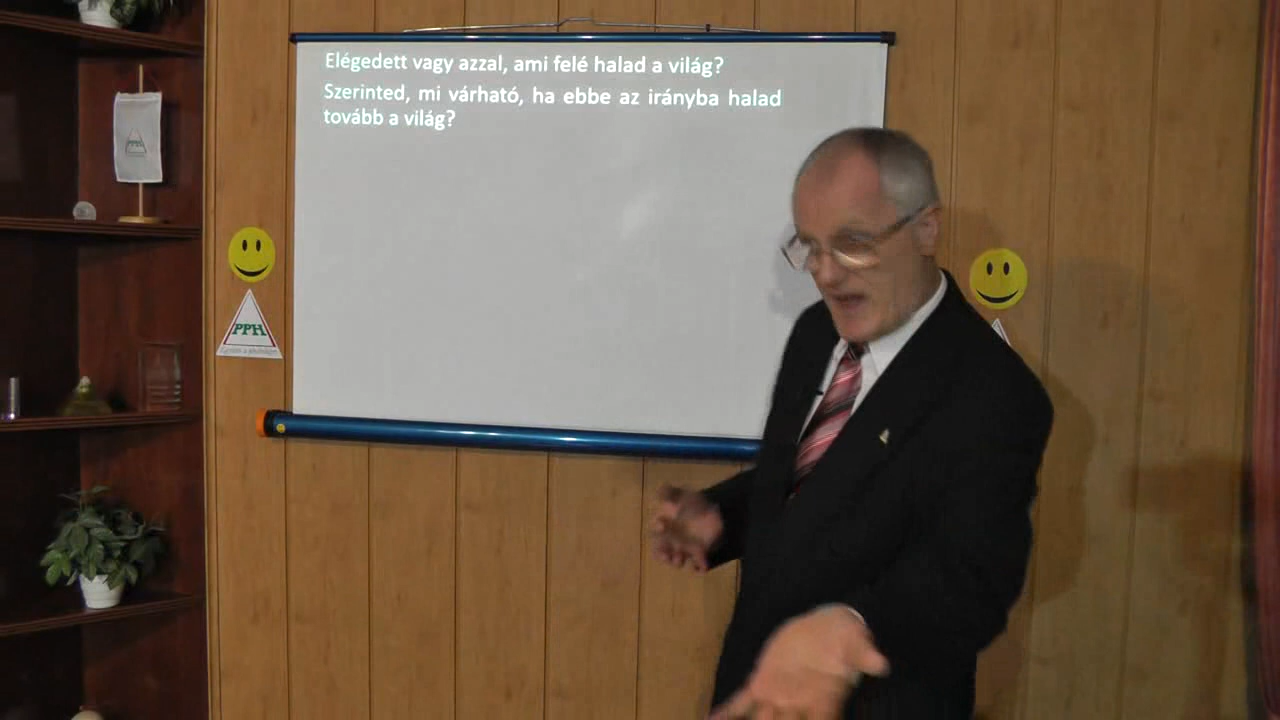 Elégedett vagy azzal, ami felé halad a világ?
Szerinted, mi várható, ha ebbe az irányba halad
tovább a világ?
PPH